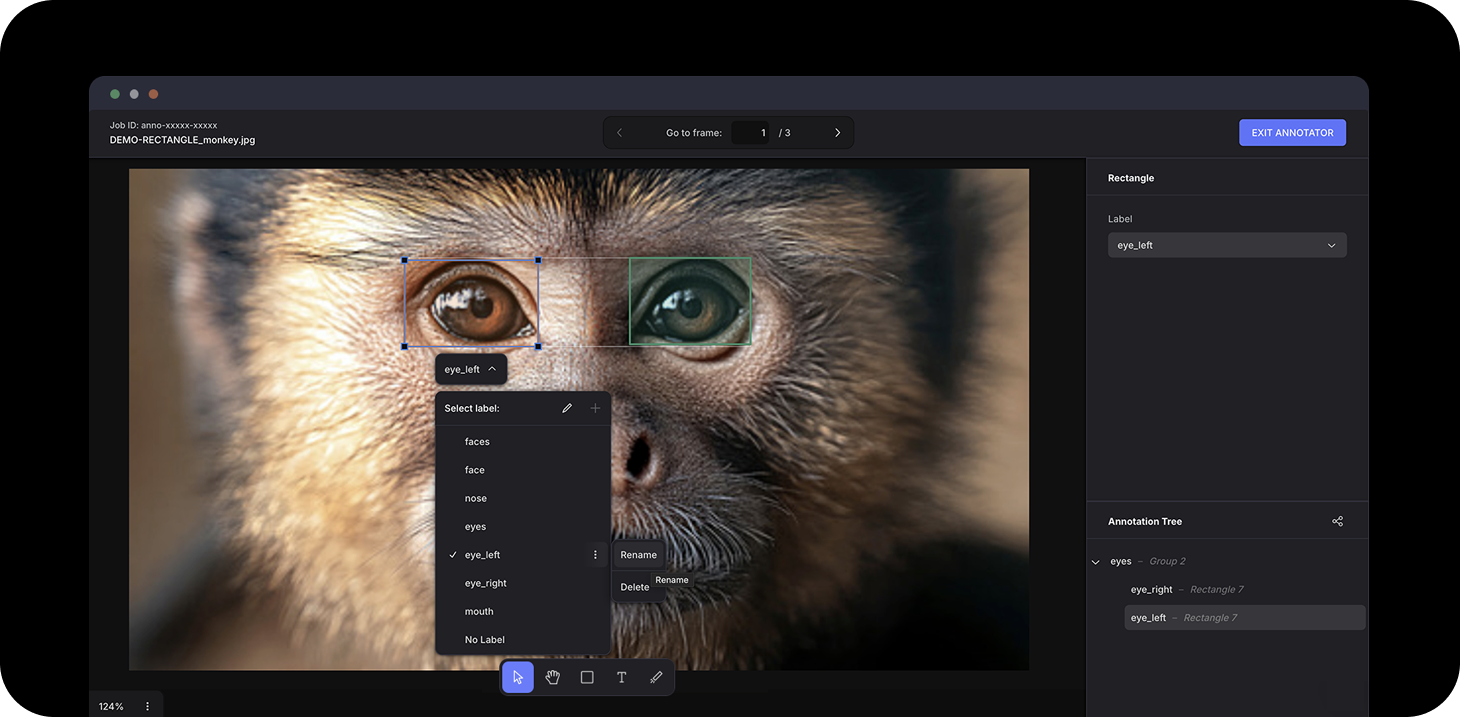 Job ID: anno-xxxxx-xxxxx
DEMO-RECTANGLE_monkey.jpg
Go to frame: 1 / 3
EXIT ANNOTATOR
Rectangle
Label
eye_left
eye_left
Select label:
faces
face
nose
eyes
eye_left
eye_right
mouth
No Label
Rename
Delete
Rename
Annotation Tree
eyes – Group 2
eye_right – Rectangle 7
eye_left – Rectangle 7
T
124%